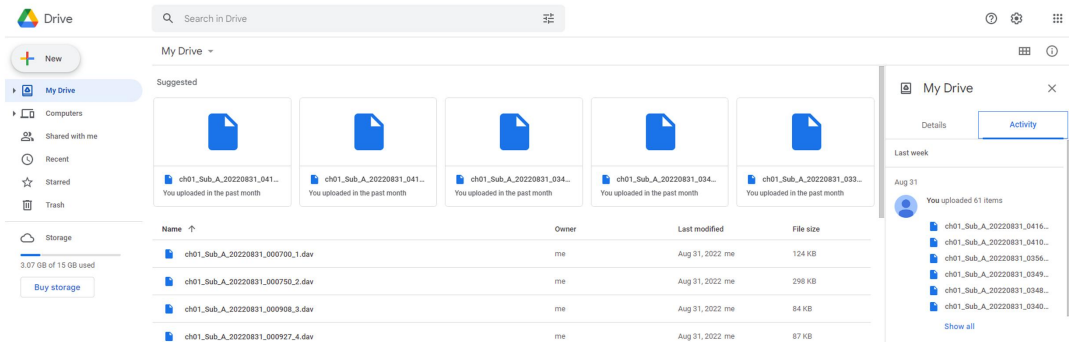 Drive
Search in Drive
New
My Drive
Computers
Shared with me
Recent
Starred
Trash
Storage
3.07 GB of 15 GB used
Buy storage
My Drive
Suggested
ch01_Sub_A_20220831_041...
You uploaded in the past month
ch01_Sub_A_20220831_041...
You uploaded in the past month
ch01_Sub_A_20220831_034...
You uploaded in the past month
ch01_Sub_A_20220831_034...
You uploaded in the past month
ch01_Sub_A_20220831_033...
You uploaded in the past month
Name Owner Last modified File size
ch01_Sub_A_20220831_000700_1.dav me Aug 31, 2022 me 124 KB
ch01_Sub_A_20220831_000750_2.dav me Aug 31, 2022 me 298 KB
ch01_Sub_A_20220831_000908_3.dav me Aug 31, 2022 me 84 KB
ch01_Sub_A_20220831_000927_4.dav me Aug 31, 2022 me 87 KB
My Drive
Details Activity
Last week
Aug 31
You uploaded 61 items
ch01_Sub_A_20220831_0416...
ch01_Sub_A_20220831_0410...
ch01_Sub_A_20220831_0356...
ch01_Sub_A_20220831_0349...
ch01_Sub_A_20220831_0348...
ch01_Sub_A_20220831_0340...
Show all